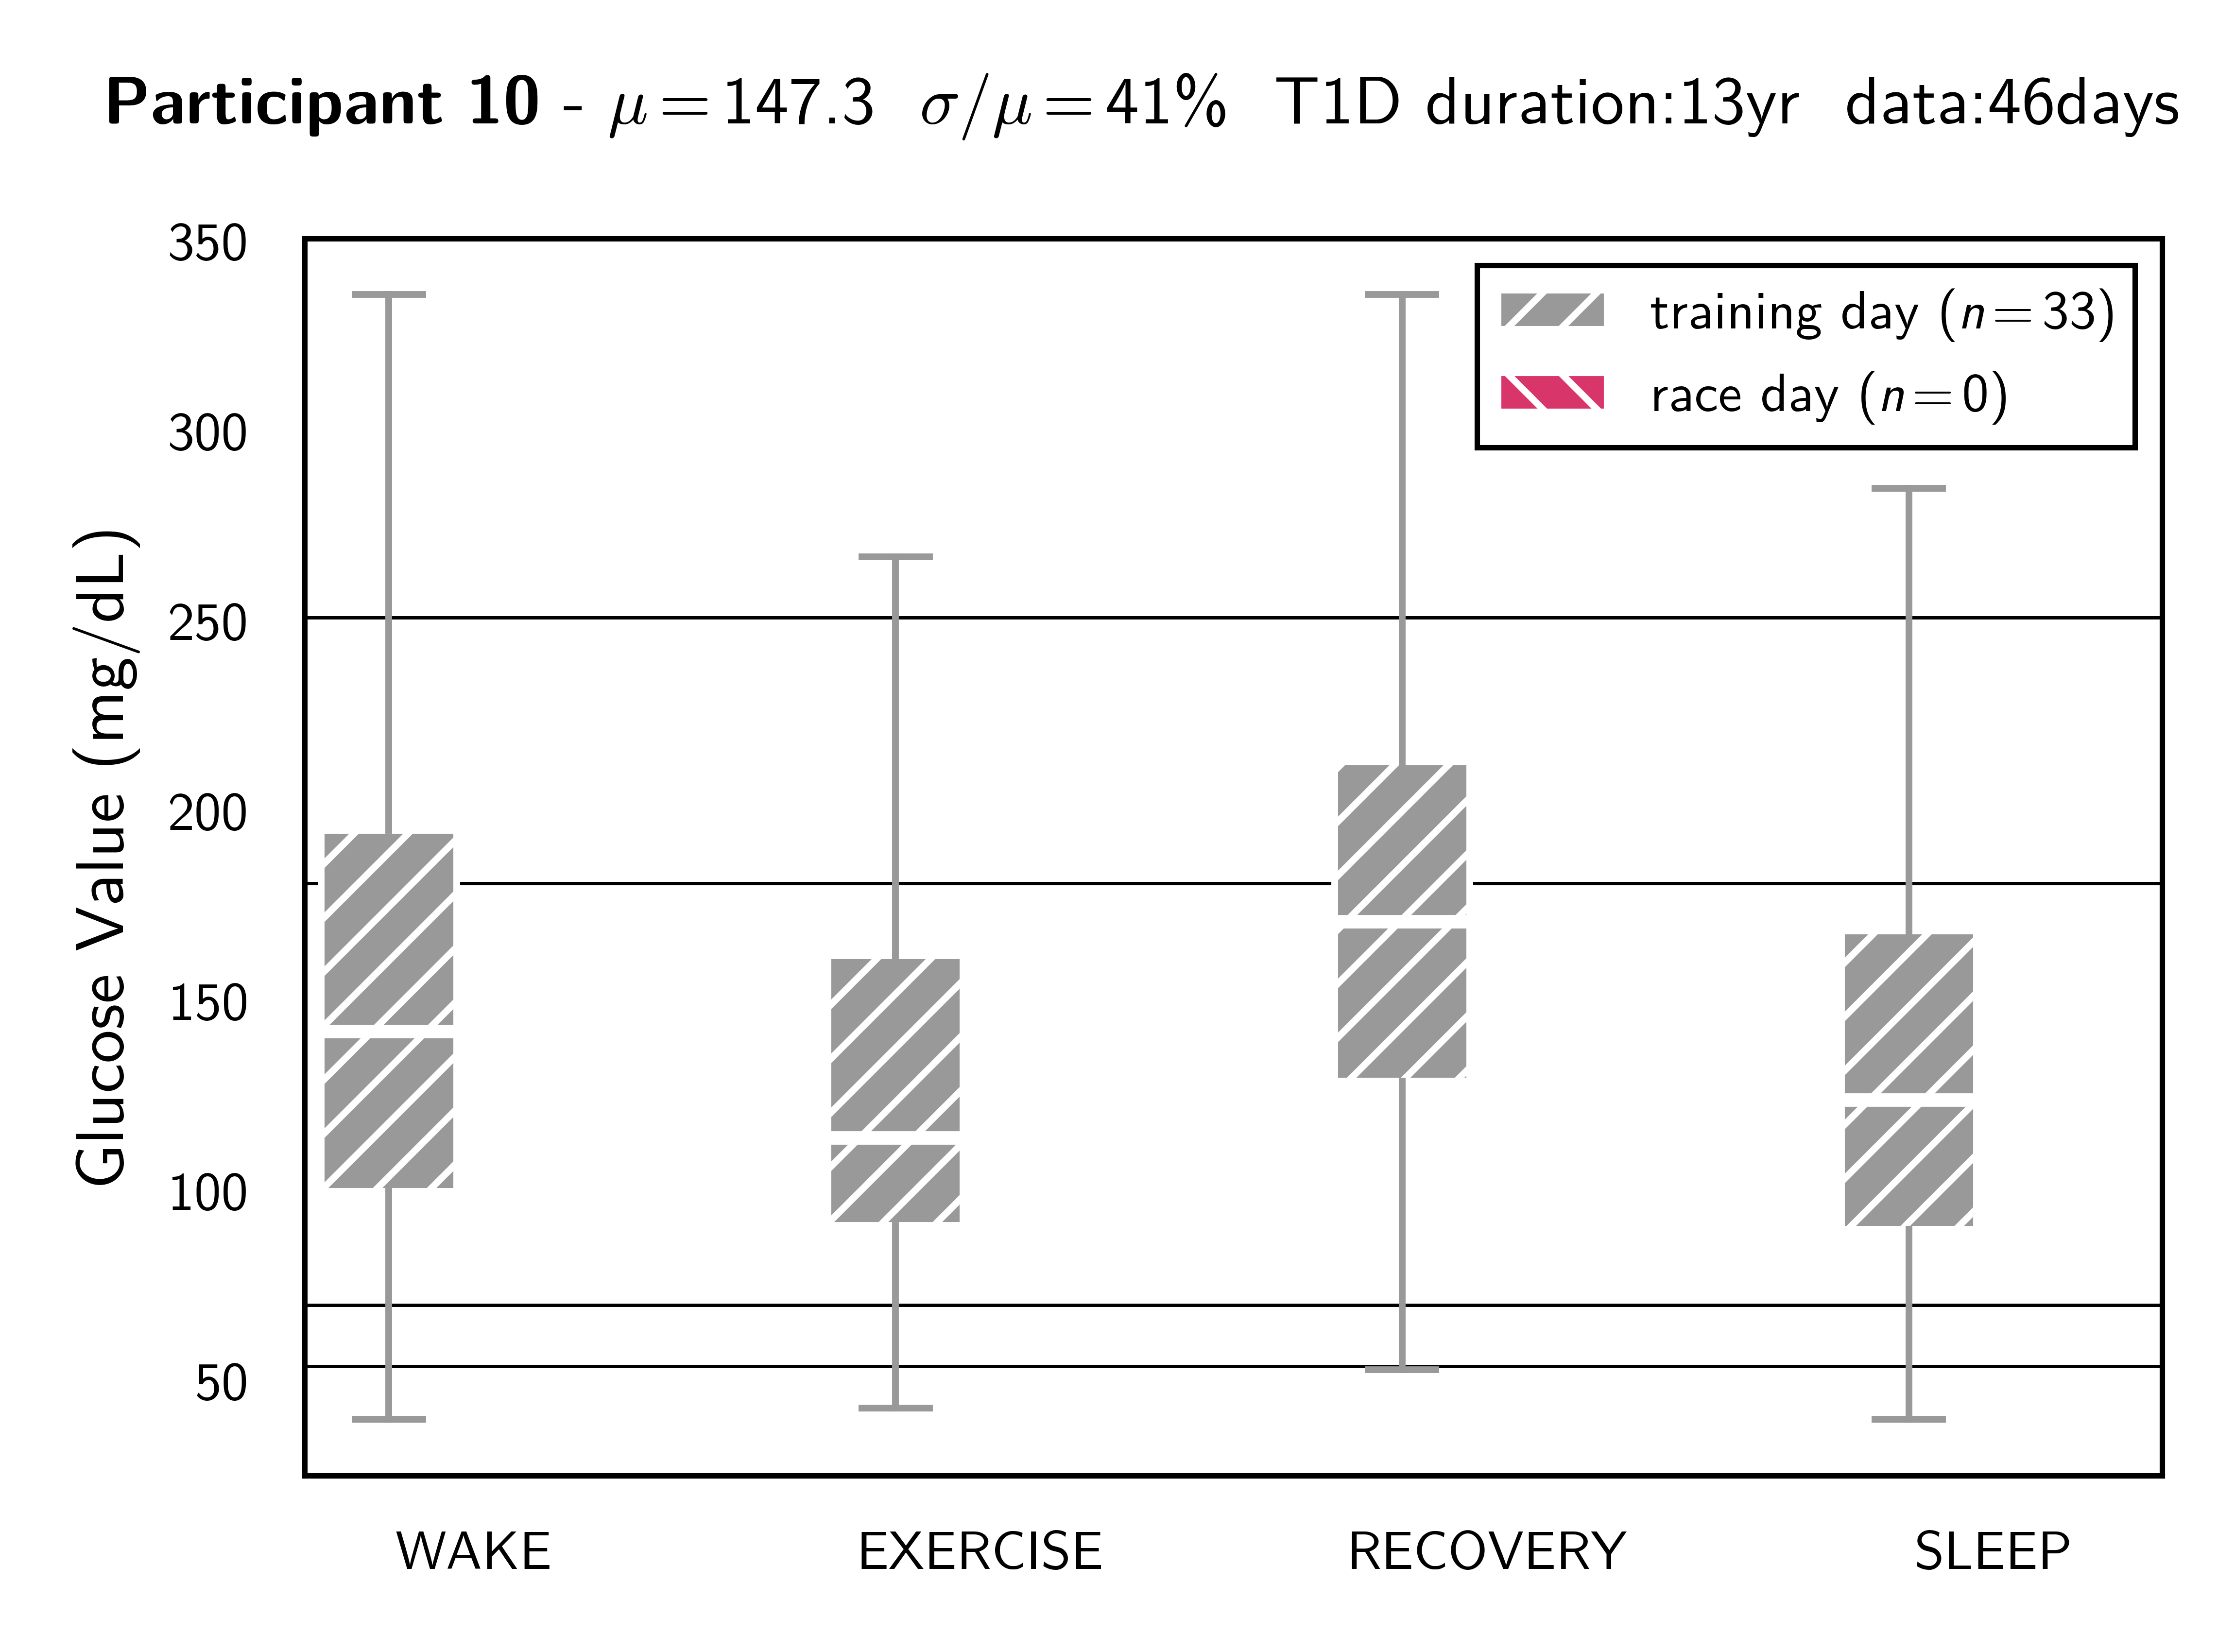 Participant 10 - μ=147.3 σ/μ=41% T1D duration:13yr data:46days
350
300
250
200
150
100
50
Glucose Value (mg/dL)
training day (n=33)
race day (n=0)
WAKE EXERCISE RECOVERY SLEEP